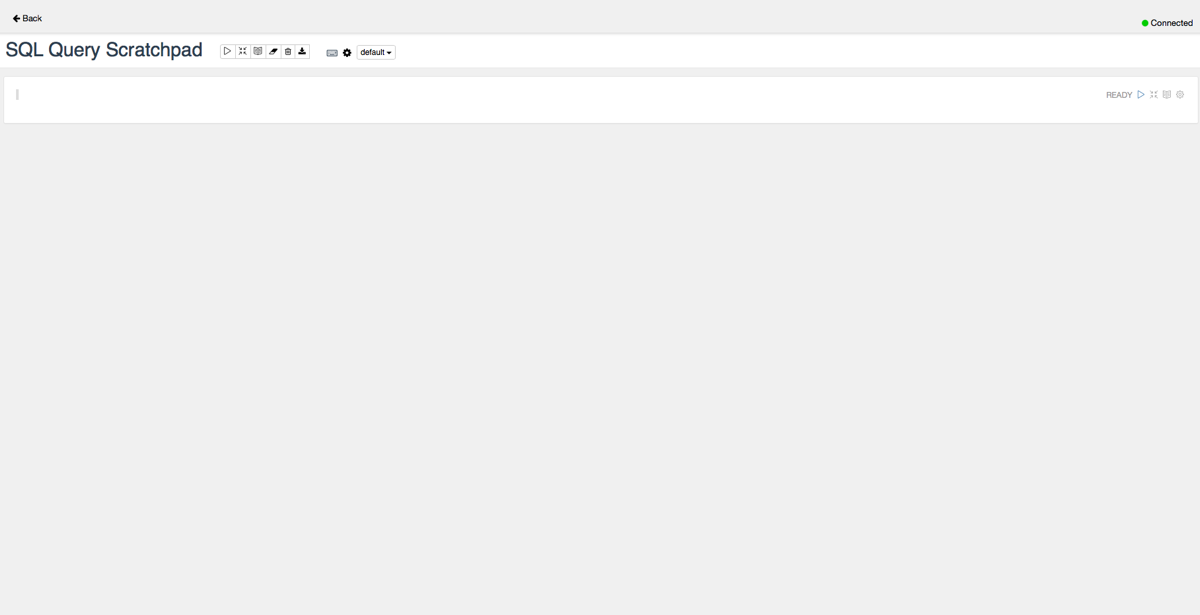 Back
Connected
SQL Query Scratchpad
default
READY